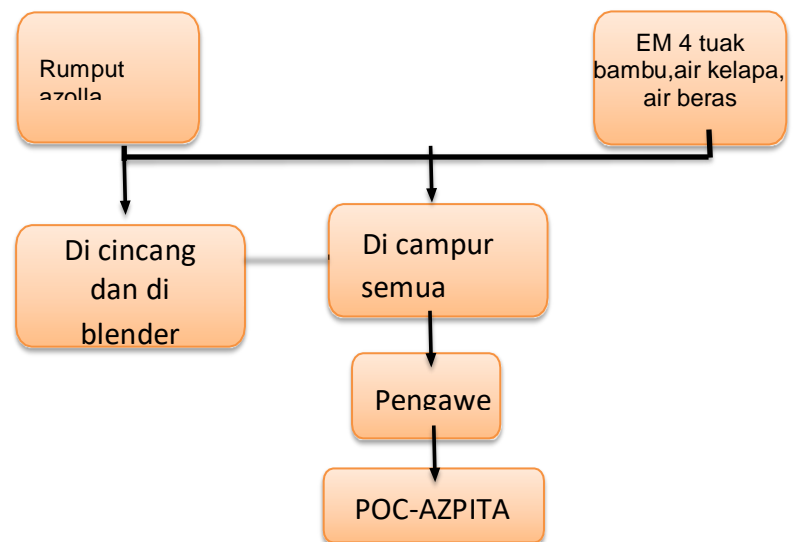 Rumput
azolla
EM 4 tuak
bambu,air kelapa,
air beras
Di cincang
dan di
blender
Di campur
semua
Pengawe
POC-AZPITA